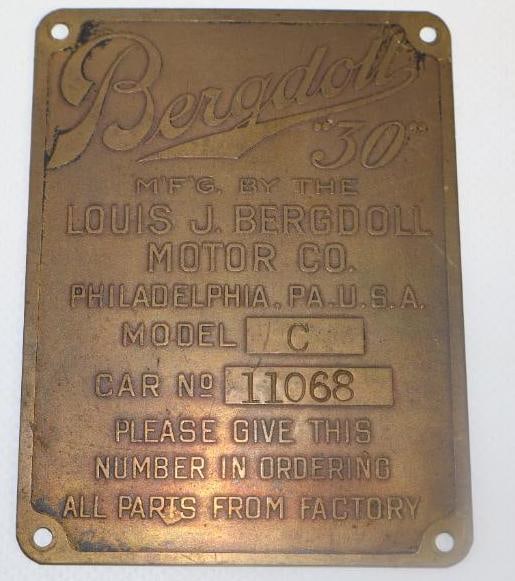 Bergdoll
"30"
M'F'G. BY THE
LOUIS J. BERGDOLL
MOTOR CO.
PHILADELPHIA, PA. U.S.A.
MODEL C
CAR Nº 11068
PLEASE GIVE THIS
NUMBER IN ORDERING
ALL PARTS FROM FACTORY